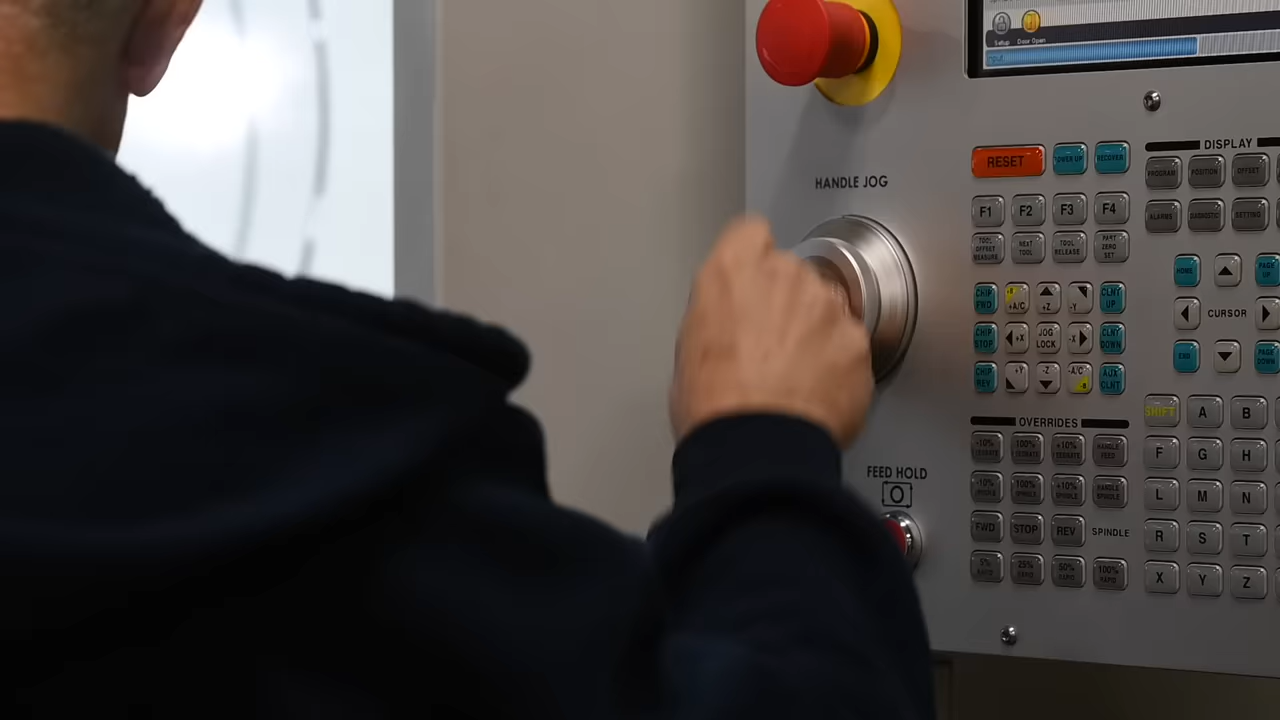 Setup Door Open
Input
HANDLE JOG
RESET POWER UP RECOVER
DISPLAY
PROGRAM POSITION OFFSET
F1 F2 F3 F4
ALARMS DIAGNOSTIC SETTING
TOOL OFFSET MEASURE NEXT TOOL TOOL RELEASE PART ZERO SET
HOME PAGE UP
CHIP FWD +B +A/C +Z -Y CLNT UP
CURSOR
CHIP STOP +X JOG LOCK -X CLNT DOWN
END PAGE DOWN
CHIP REV +Y -Z -A/C -B AUX CLNT
SHIFT A B
OVERRIDES
-10% FEEDRATE 100% FEEDRATE +10% FEEDRATE HANDLE FEED
F G H
FEED HOLD
-10% SPINDLE 100% SPINDLE +10% SPINDLE HANDLE SPINDLE
L M N
FWD STOP REV SPINDLE
R S T
5% RAPID 25% RAPID 50% RAPID 100% RAPID
X Y Z